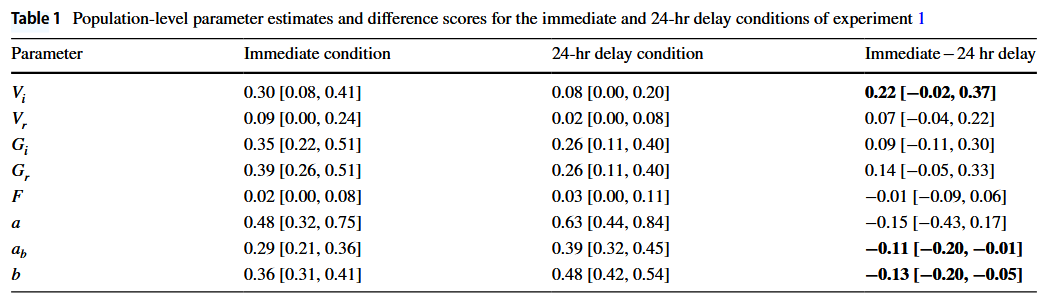 Table 1 Population-level parameter estimates and difference scores for the immediate and 24-hr delay conditions of experiment 1
Parameter Immediate condition 24-hr delay condition Immediate – 24 hr delay
Vi 0.30 [0.08, 0.41] 0.08 [0.00, 0.20] 0.22 [−0.02, 0.37]
Vr 0.09 [0.00, 0.24] 0.02 [0.00, 0.08] 0.07 [−0.04, 0.22]
Gi 0.35 [0.22, 0.51] 0.26 [0.11, 0.40] 0.09 [−0.11, 0.30]
Gr 0.39 [0.26, 0.51] 0.26 [0.11, 0.40] 0.14 [−0.05, 0.33]
F 0.02 [0.00, 0.08] 0.03 [0.00, 0.11] −0.01 [−0.09, 0.06]
a 0.48 [0.32, 0.75] 0.63 [0.44, 0.84] −0.15 [−0.43, 0.17]
ab 0.29 [0.21, 0.36] 0.39 [0.32, 0.45] −0.11 [−0.20, −0.01]
b 0.36 [0.31, 0.41] 0.48 [0.42, 0.54] −0.13 [−0.20, −0.05]